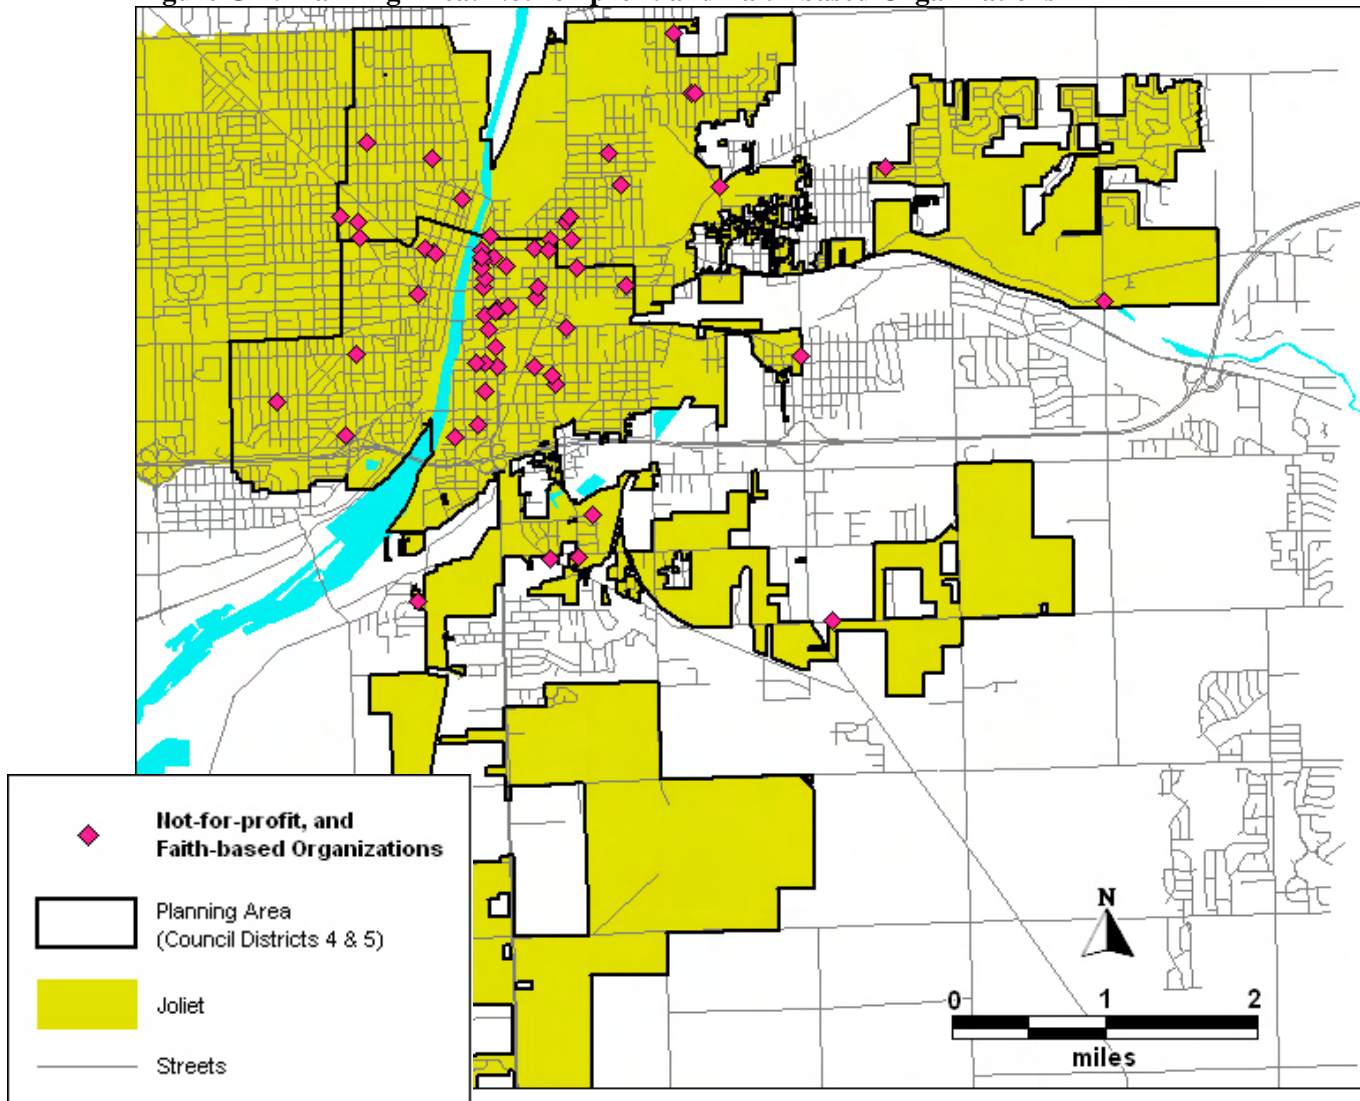 Not-for-profit, and
Faith-based Organizations
Planning Area
(Council Districts 4 & 5)
Joliet
Streets
N
0 1 2
miles